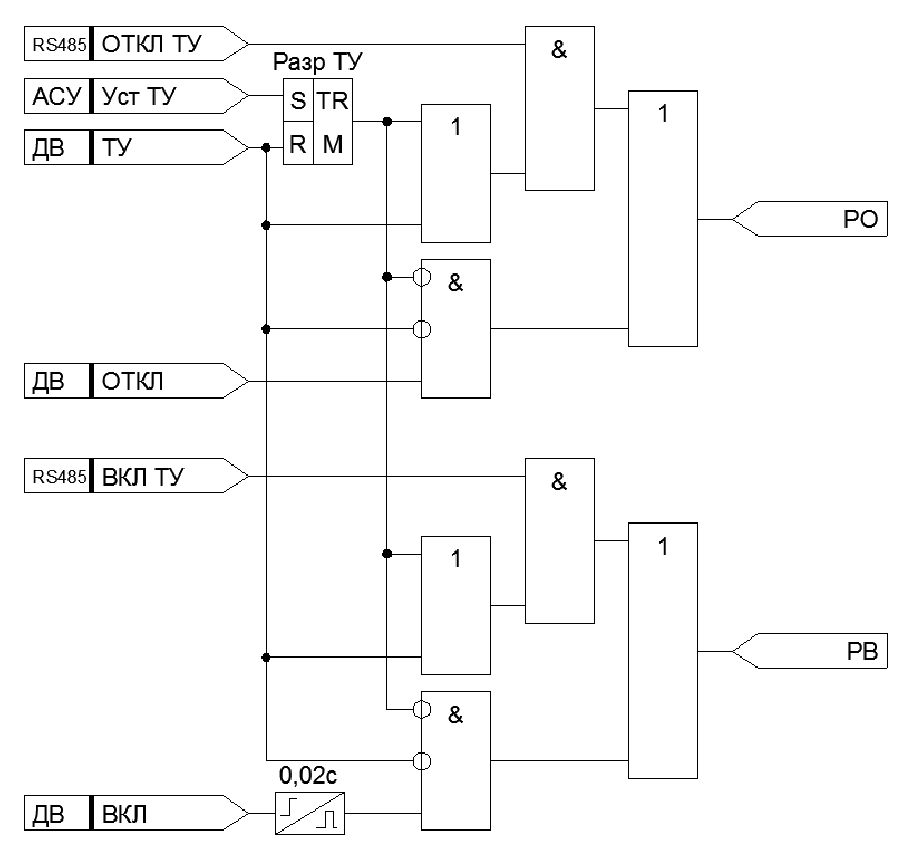 RS485 ОТКЛ ТУ
&
Разр ТУ
АСУ Уст ТУ
S TR
1
1
ДВ ТУ
R M
РО
&
ДВ ОТКЛ
RS485 ВКЛ ТУ
&
1
1
РВ
&
0,02с
ДВ ВКЛ